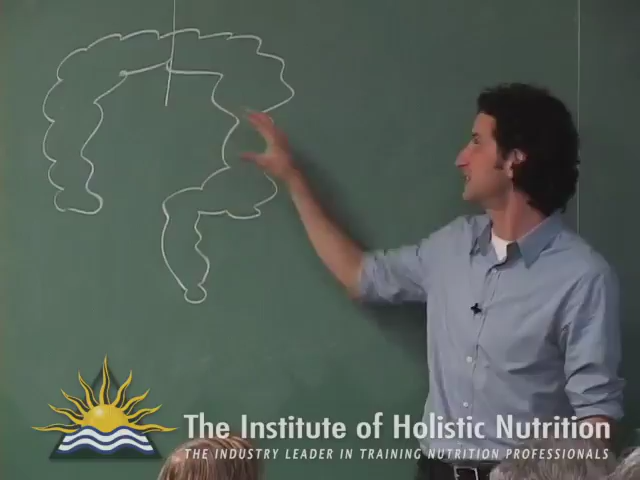 The Institute of Holistic Nutrition
THE INDUSTRY LEADER IN TRAINING NUTRITION PROFESSIONALS